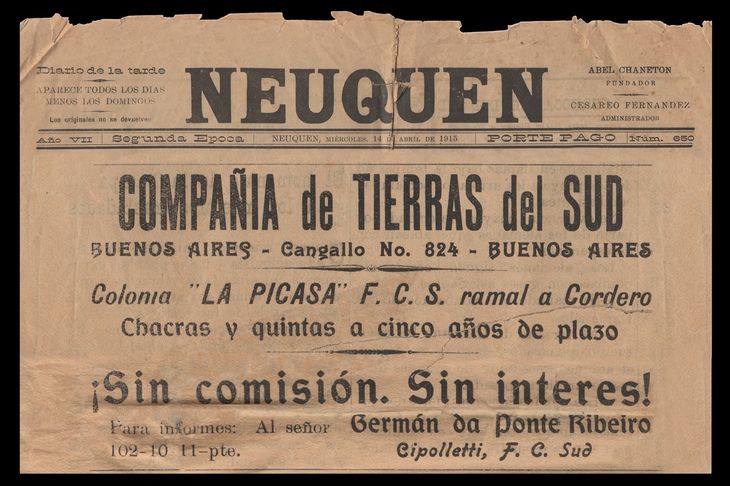 Diario de la tarde
APARECE TODOS LOS DIAS
MENOS LOS DOMINGOS
Los originales no se devuelven
NEUQUEN
ABEL CHANETON
FUNDADOR
CESAREO FERNANDEZ
ADMINISTRADOR
Año VII | Segunda Epoca | NEUQUEN, MIÉRCOLES, 14 DE ABRIL DE 1915 | PORTE PAGO | Núm. 650
COMPAÑIA de TIERRAS del SUD
BUENOS AIRES - Cangallo No. 824 - BUENOS AIRES
Colonia "LA PICASA" F. C. S. ramal a Cordero
Chacras y quintas a cinco años de plazo
¡Sin comisión. Sin interes!
Para informes: Al señor Germán da Ponte Ribeiro
102-10 11-pte. Cipolletti, F. C. Sud